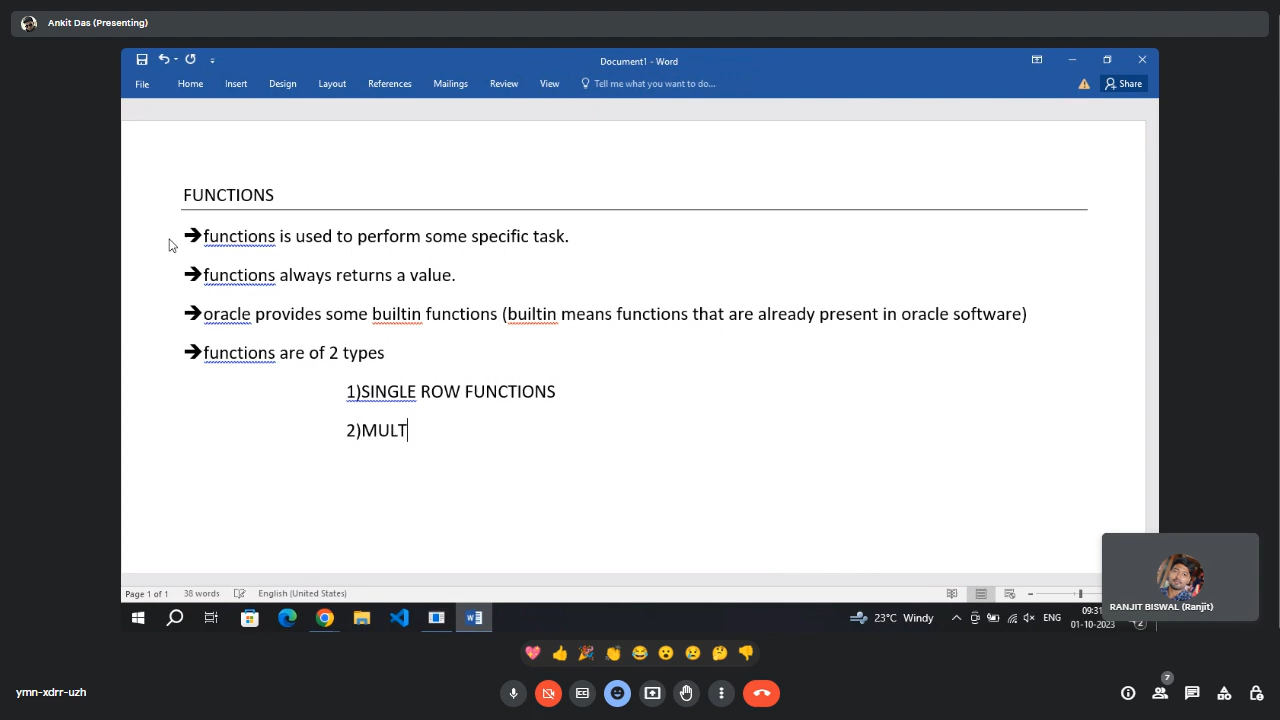 Ankit Das (Presenting)
Document1 - Word
File Home Insert Design Layout References Mailings Review View Tell me what you want to do... Share
FUNCTIONS
➔functions is used to perform some specific task.
➔functions always returns a value.
➔oracle provides some builtin functions (builtin means functions that are already present in oracle software)
➔functions are of 2 types
1)SINGLE ROW FUNCTIONS
2)MULT
RANJIT BISWAL (Ranjit)
Page 1 of 1 38 words English (United States)
23°C Windy ENG 09:31
01-10-2023 2
ymn-xdrr-uzh
7